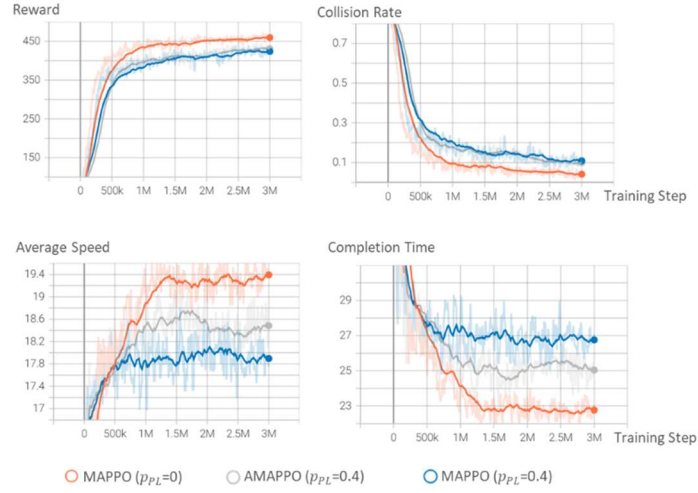 Reward
450
350
250
150
0 500k 1M 1.5M 2M 2.5M 3M
Collision Rate
0.7
0.5
0.3
0.1
0 500k 1M 1.5M 2M 2.5M 3M Training Step
Average Speed
19.4
19
18.6
18.2
17.8
17.4
17
0 500k 1M 1.5M 2M 2.5M 3M
Completion Time
29
27
25
23
0 500k 1M 1.5M 2M 2.5M 3M Training Step
MAPPO (p_PL=0) AMAPPO (p_PL=0.4) MAPPO (p_PL=0.4)